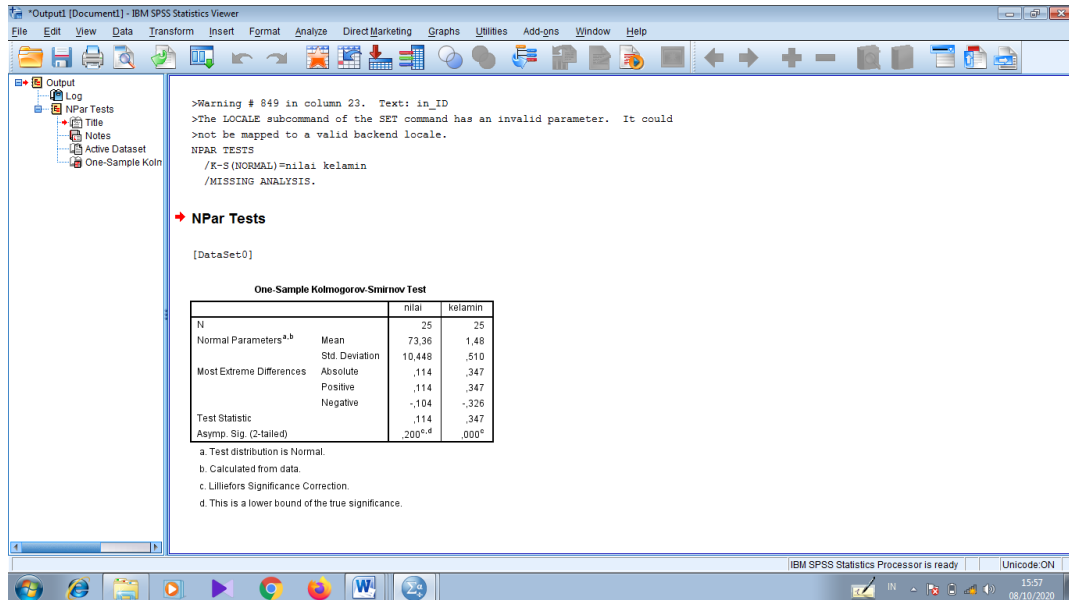 *Output1 [Document1] - IBM SPSS Statistics Viewer
File Edit View Data Transform Insert Format Analyze Direct Marketing Graphs Utilities Add-ons Window Help
Output
Log
NPar Tests
Title
Notes
Active Dataset
One-Sample Kolm
>Warning # 849 in column 23. Text: in_ID
>The LOCALE subcommand of the SET command has an invalid parameter. It could
>not be mapped to a valid backend locale.
NPAR TESTS
/K-S(NORMAL)=nilai kelamin
/MISSING ANALYSIS.
NPar Tests
[DataSet0]
One-Sample Kolmogorov-Smirnov Test
nilai kelamin
N 25 25
Normal Parameters a,b Mean 73,36 1,48
Std. Deviation 10,448 ,510
Most Extreme Differences Absolute ,114 ,347
Positive ,114 ,347
Negative -,104 -,326
Test Statistic ,114 ,347
Asymp. Sig. (2-tailed) ,200 c,d ,000 c
a. Test distribution is Normal.
b. Calculated from data.
c. Lilliefors Significance Correction.
d. This is a lower bound of the true significance.
IBM SPSS Statistics Processor is ready Unicode:ON
IN 15:57
08/10/2020